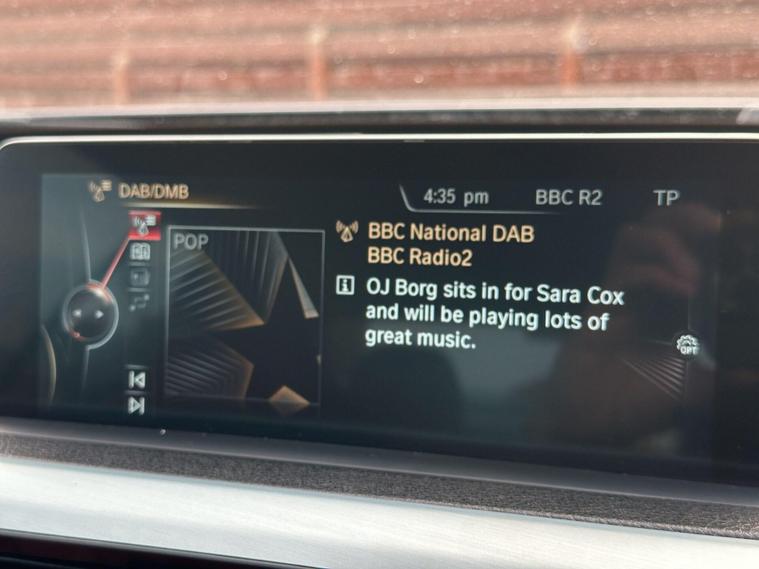 DAB/DMB
4:35 pm BBC R2 TP
POP
BBC National DAB
BBC Radio2
OJ Borg sits in for Sara Cox
and will be playing lots of
great music.
OPT